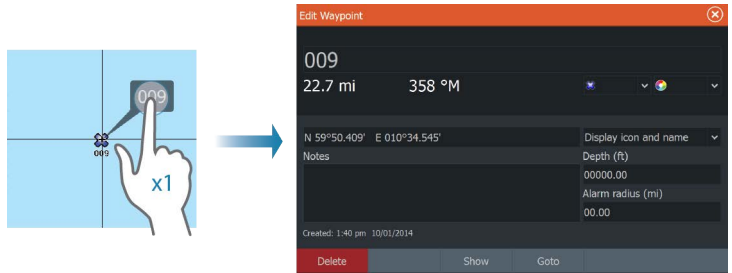 009
009
x1
Edit Waypoint
009
22.7 mi 358 °M
N 59°50.409' E 010°34.545' Display icon and name
Notes Depth (ft)
00000.00
Alarm radius (mi)
00.00
Created: 1:40 pm 10/01/2014
Delete Show Goto